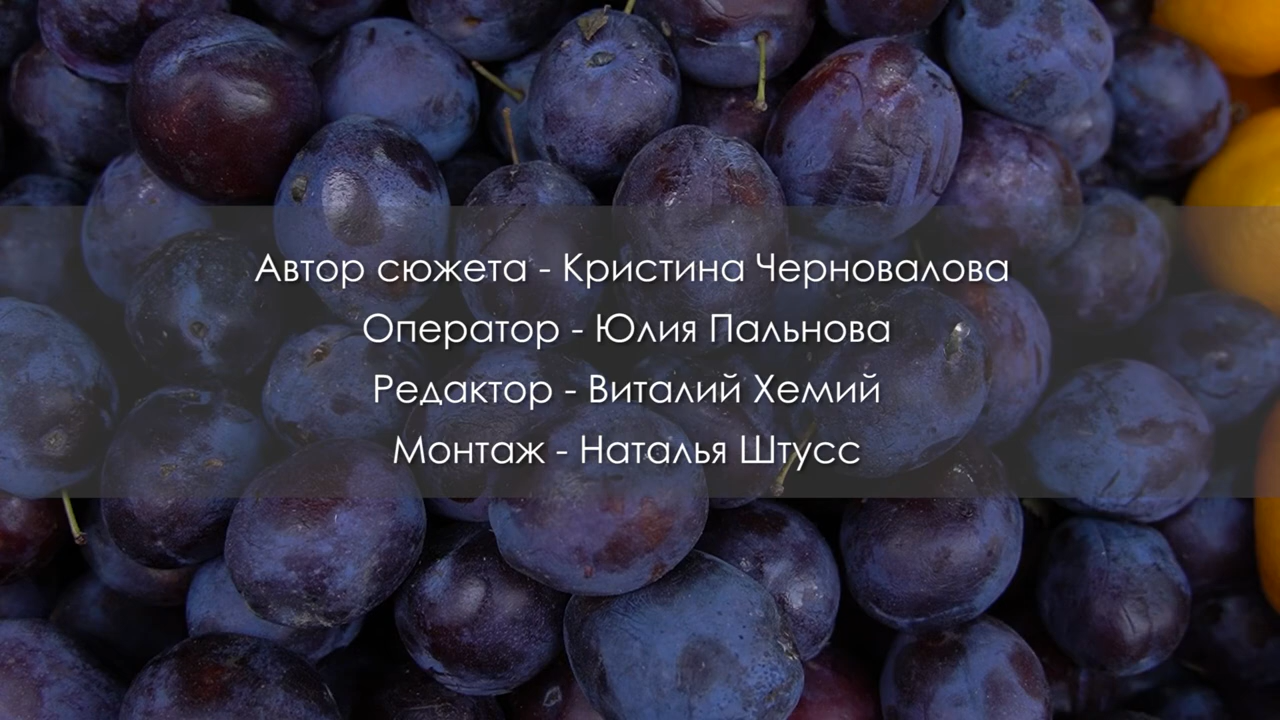 Автор сюжета - Кристина Черновалова
Оператор - Юлия Пальнова
Редактор - Виталий Хемий
Монтаж - Наталья Штусс